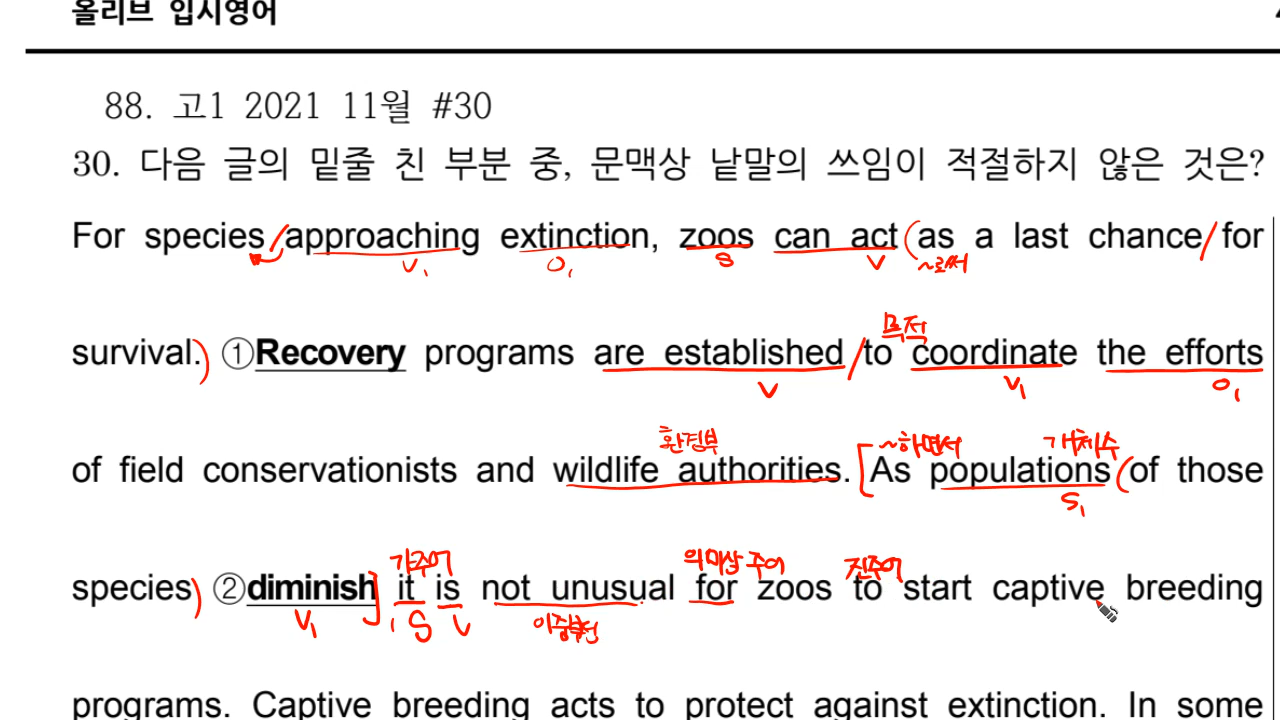 올리브 입시영어
88. 고1 2021 11월 #30
30. 다음 글의 밑줄 친 부분 중, 문맥상 낱말의 쓰임이 적절하지 않은 것은?
For species approaching extinction, zoos can act as a last chance for
V₁ O₁ S V ~로써
목적
survival. ①Recovery programs are established to coordinate the efforts
V V₁ O₁
환경부 ~하면서 개체수
of field conservationists and wildlife authorities. As populations of those
S₁
가주어 의미상 주어 진주어
species ②diminish it is not unusual for zoos to start captive breeding
V₁ S V
programs. Captive breeding acts to protect against extinction. In some